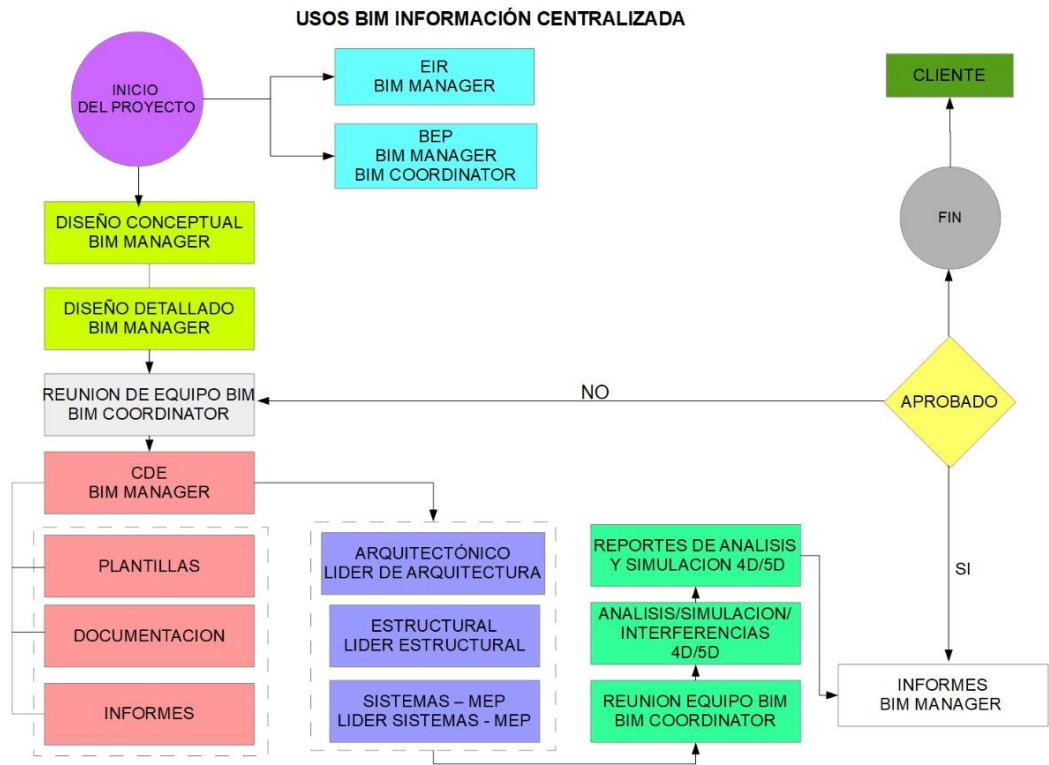 USOS BIM INFORMACIÓN CENTRALIZADA
INICIO
DEL PROYECTO
EIR
BIM MANAGER
BEP
BIM MANAGER
BIM COORDINATOR
CLIENTE
FIN
DISEÑO CONCEPTUAL
BIM MANAGER
DISEÑO DETALLADO
BIM MANAGER
REUNION DE EQUIPO BIM
BIM COORDINATOR
NO
APROBADO
CDE
BIM MANAGER
PLANTILLAS
DOCUMENTACION
INFORMES
ARQUITECTÓNICO
LIDER DE ARQUITECTURA
ESTRUCTURAL
LIDER ESTRUCTURAL
SISTEMAS – MEP
LIDER SISTEMAS - MEP
REPORTES DE ANALISIS
Y SIMULACION 4D/5D
ANALISIS/SIMULACION/
INTERFERENCIAS
4D/5D
REUNION EQUIPO BIM
BIM COORDINATOR
SI
INFORMES
BIM MANAGER